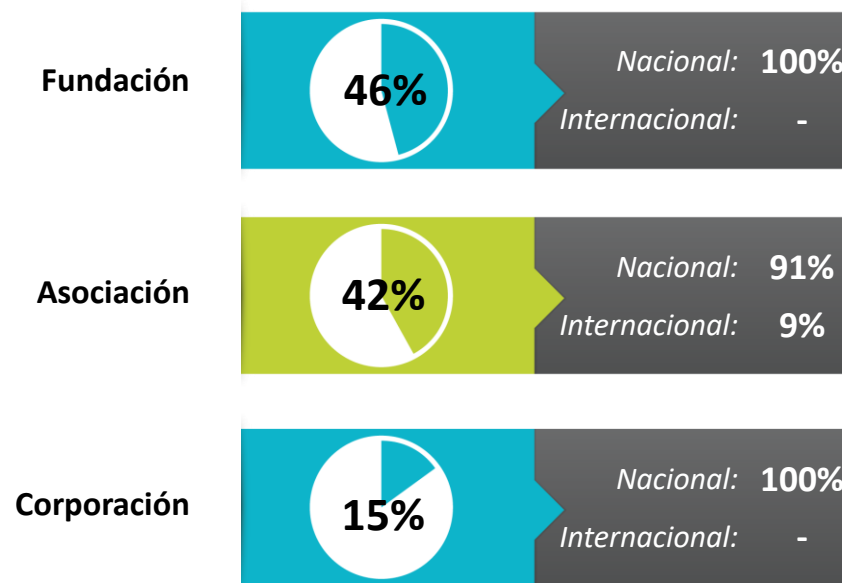 Fundación
46%
Nacional: 100%
Internacional: -
Asociación
42%
Nacional: 91%
Internacional: 9%
Corporación
15%
Nacional: 100%
Internacional: -